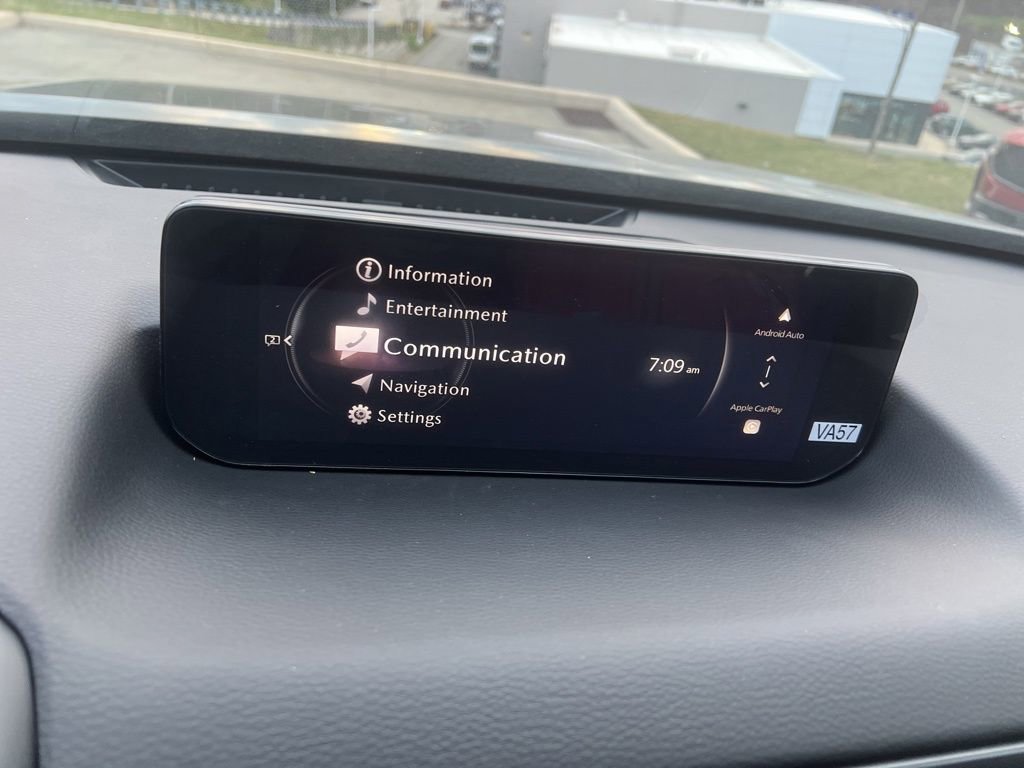 Information
Entertainment
Communication
Navigation
Settings
7:09 am
Android Auto
Apple CarPlay
VA57